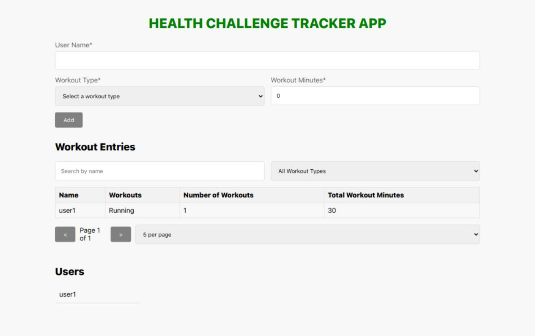 HEALTH CHALLENGE TRACKER APP
User Name*
Workout Type* Workout Minutes*
Select a workout type 0
Add
Workout Entries
Search by name All Workout Types
Name Workouts Number of Workouts Total Workout Minutes
user1 Running 1 30
< Page 1 of 1 > 5 per page
Users
user1